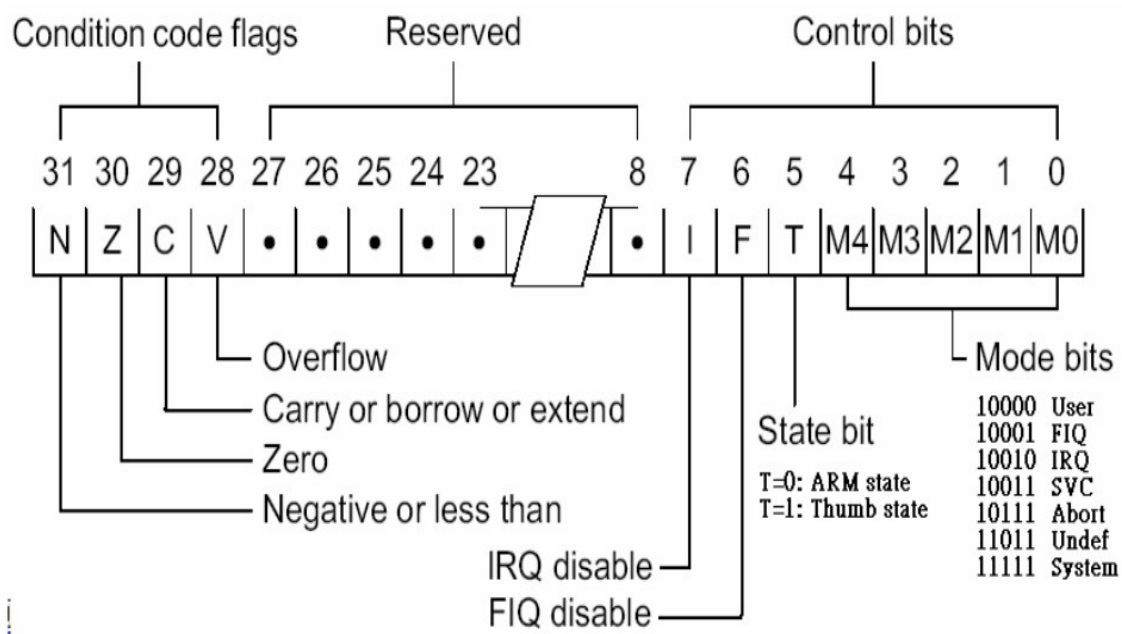 Condition code flags Reserved Control bits
31 30 29 28 27 26 25 24 23 8 7 6 5 4 3 2 1 0
N Z C V • • • • • • I F T M4 M3 M2 M1 M0
Overflow
Mode bits
Carry or borrow or extend
10000 User
State bit
10001 FIQ
Zero
10010 IRQ
T=0: ARM state
10011 SVC
Negative or less than
T=1: Thumb state
10111 Abort
11011 Undef
IRQ disable
11111 System
FIQ disable